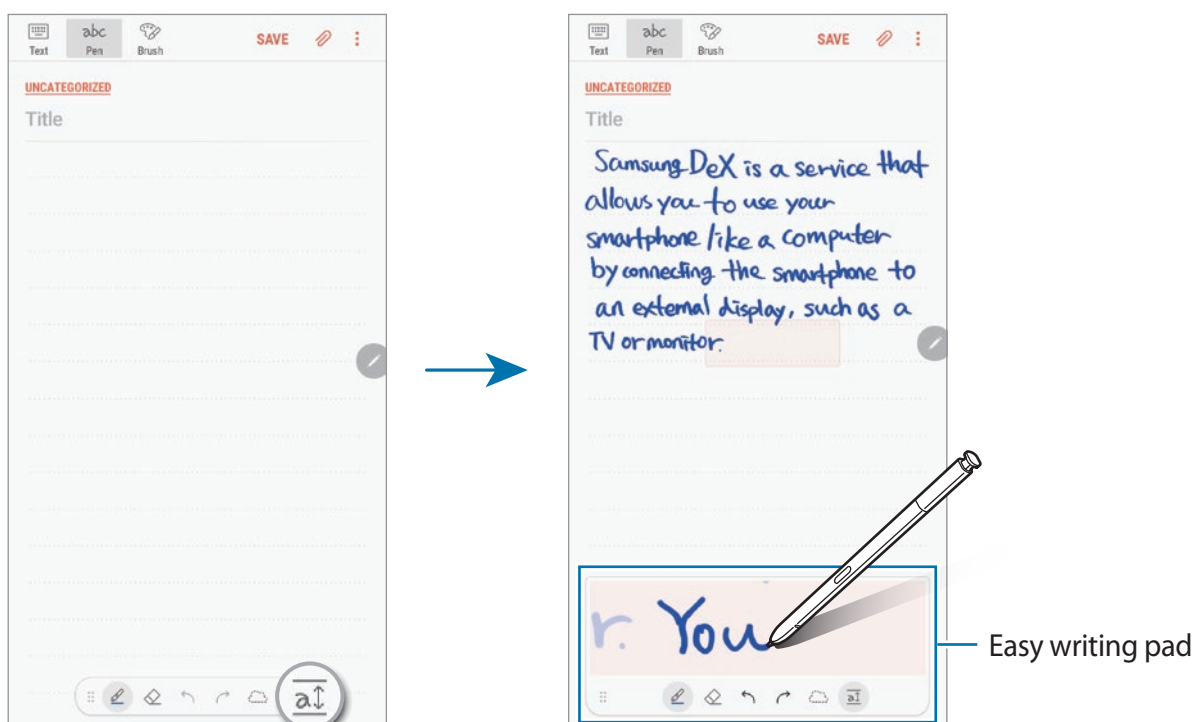 Text
abc
Pen
Brush
SAVE
UNCATEGORIZED
Title
a
Text
abc
Pen
Brush
SAVE
UNCATEGORIZED
Title
Samsung DeX is a service that
allows you to use your
smartphone like a computer
by connecting the smartphone to
an external display, such as a
TV or monitor.
r. You
a
Easy writing pad